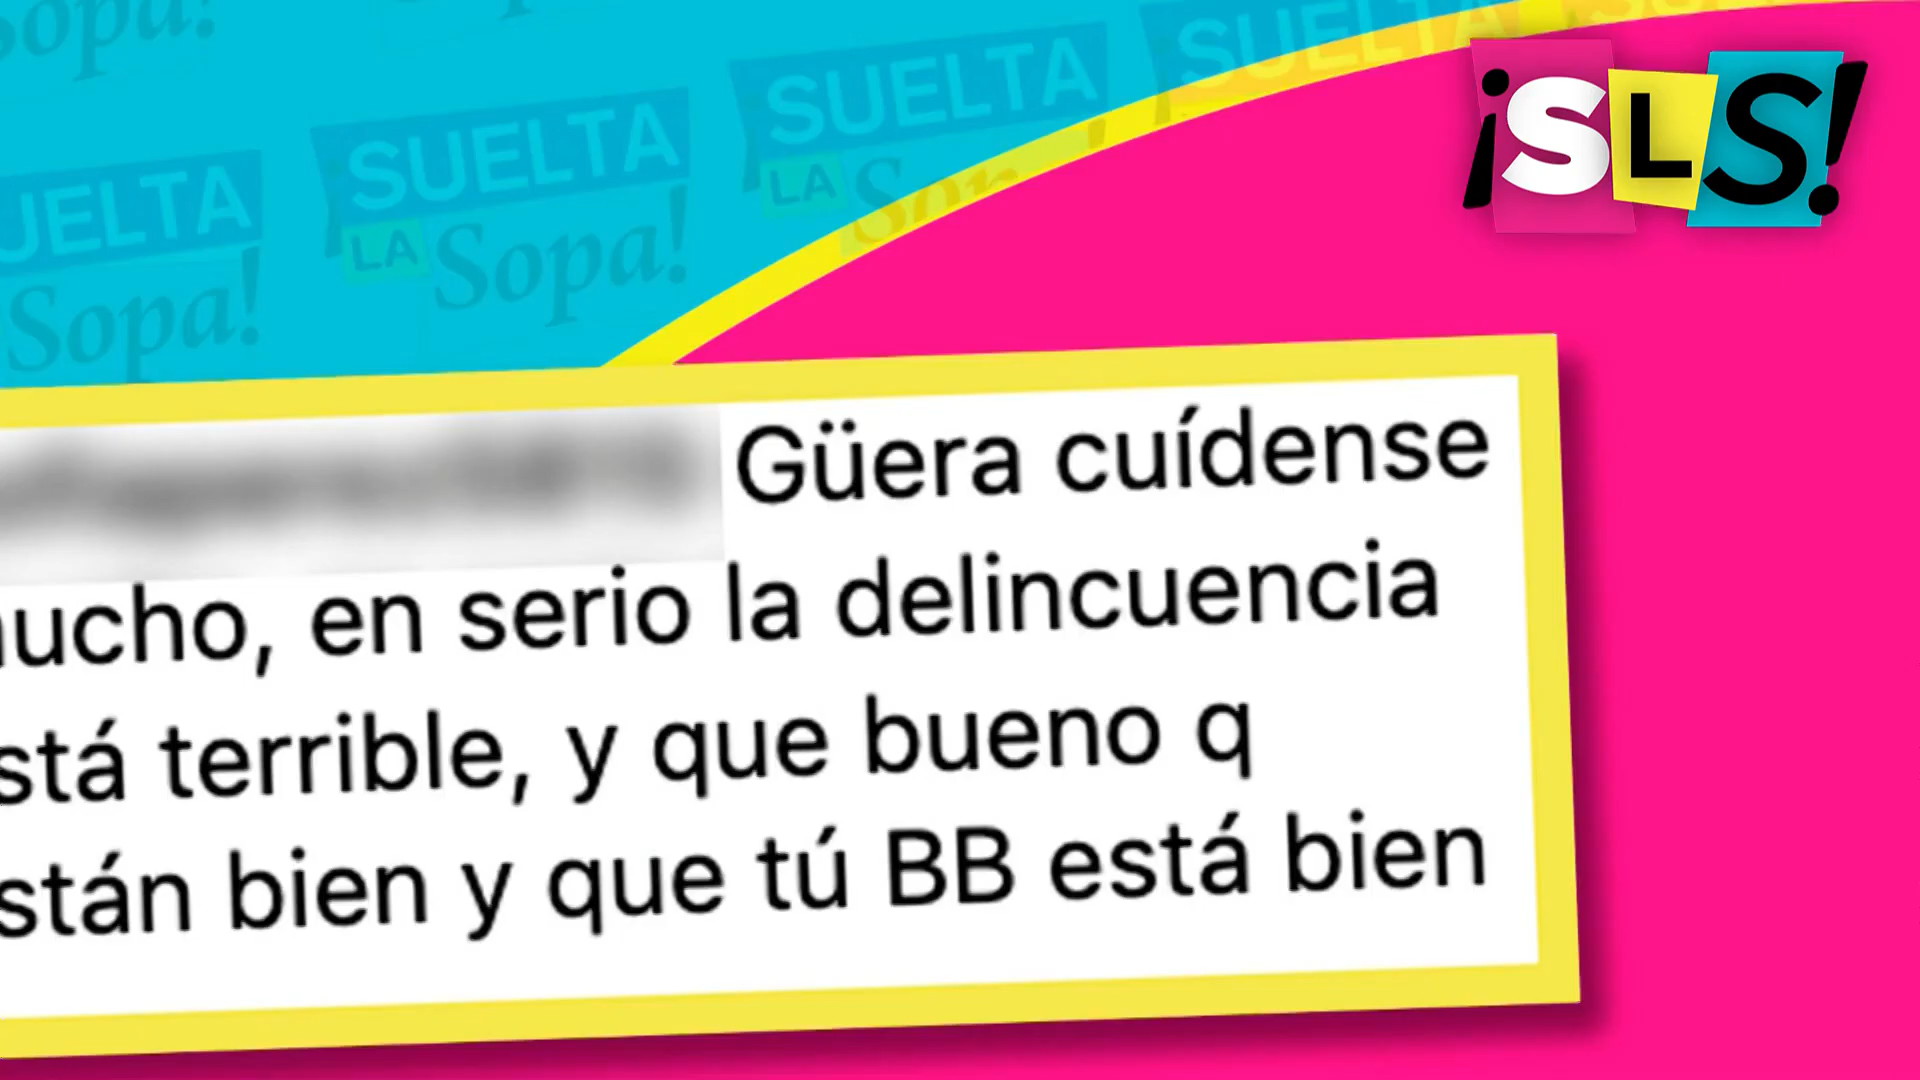 Sopa!
SUELTA
LA Sopa!
SUELTA
LA
SUELTA
Sopa!
¡SLS!
Güera cuídense
ucho, en serio la delincuencia
stá terrible, y que bueno q
stán bien y que tú BB está bien